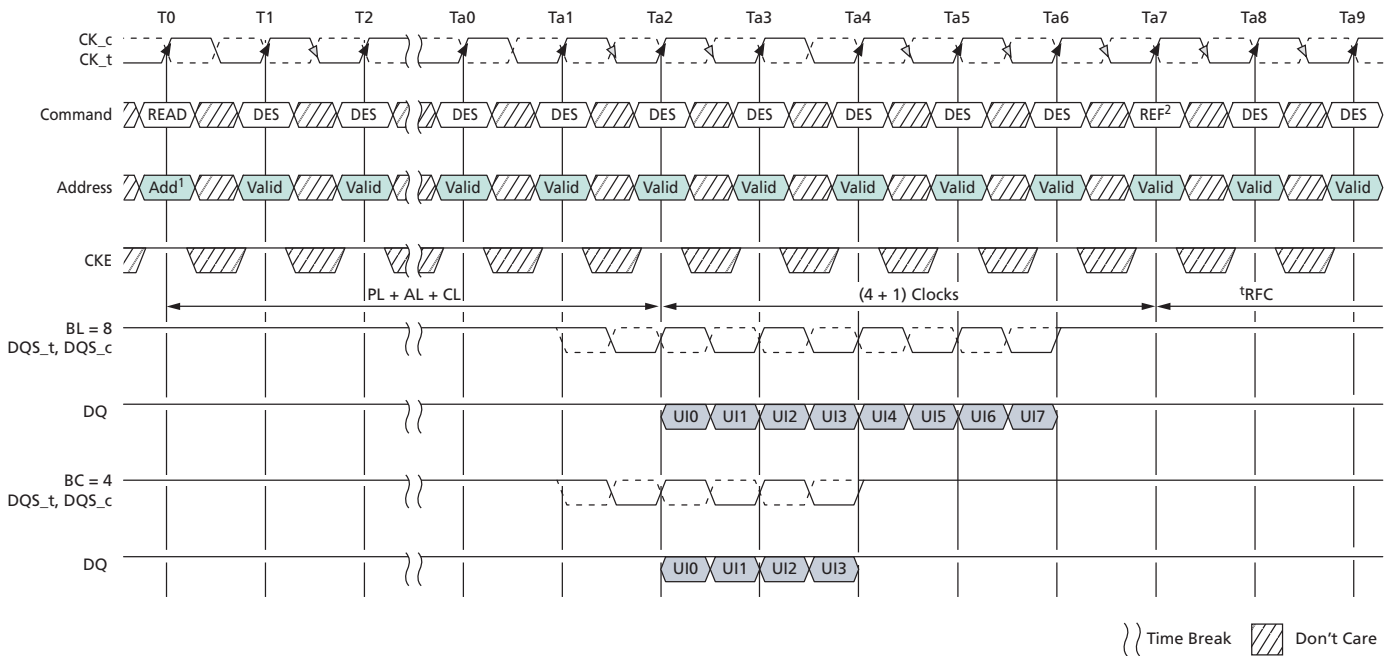 T0 T1 T2 Ta0 Ta1 Ta2 Ta3 Ta4 Ta5 Ta6 Ta7 Ta8 Ta9
CK_c
CK_t
Command READ DES DES DES DES DES DES DES DES DES REF² DES DES
Address Add¹ Valid Valid Valid Valid Valid Valid Valid Valid Valid Valid Valid Valid
CKE
PL + AL + CL (4 + 1) Clocks ᵗRFC
BL = 8
DQS_t, DQS_c
DQ UI0 UI1 UI2 UI3 UI4 UI5 UI6 UI7
BC = 4
DQS_t, DQS_c
DQ UI0 UI1 UI2 UI3
Time Break Don't Care